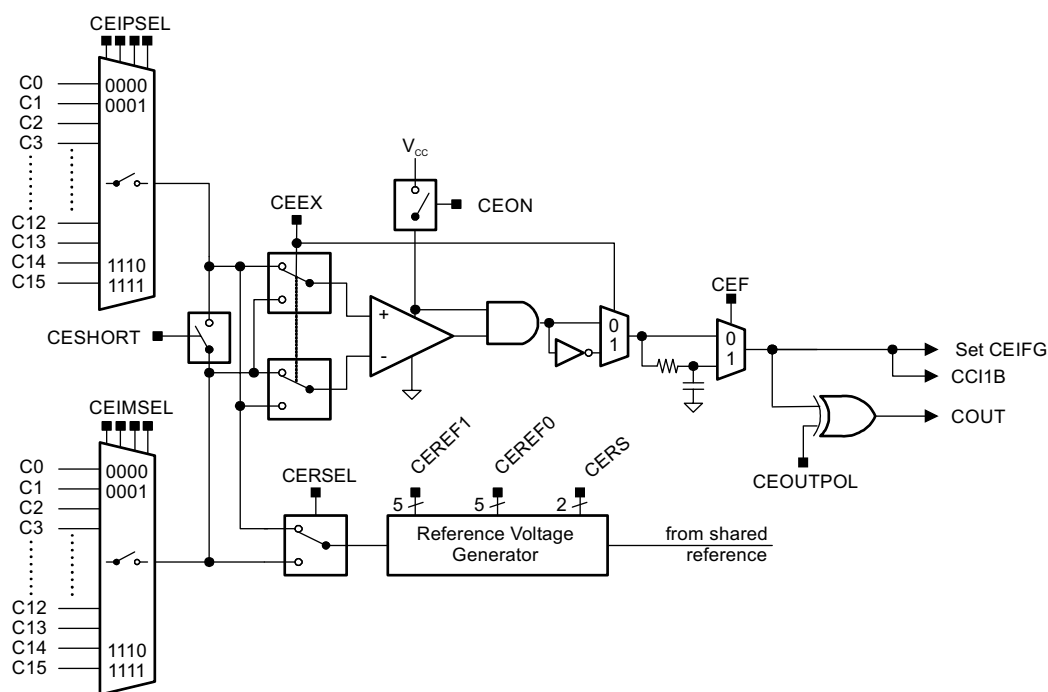 CEIPSEL
C0
C1
C2
C3
C12
C13
C14
C15
0000
0001
1110
1111
CESHORT
CEEX
VCC
CEON
+
-
0
1
CEF
0
1
Set CEIFG
CCI1B
COUT
CEOUTPOL
CEIMSEL
C0
C1
C2
C3
C12
C13
C14
C15
0000
0001
1110
1111
CERSEL
CEREF1
CEREF0
CERS
5
5
2
Reference Voltage
Generator
from shared
reference